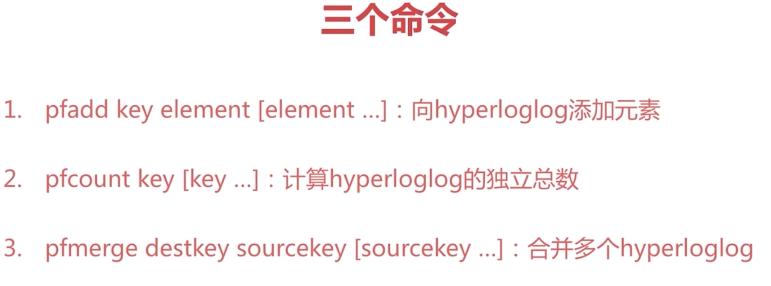 三个命令
1. pfadd key element [element ...]：向hyperloglog添加元素
2. pfcount key [key ...]：计算hyperloglog的独立总数
3. pfmerge destkey sourcekey [sourcekey ...]：合并多个hyperloglog